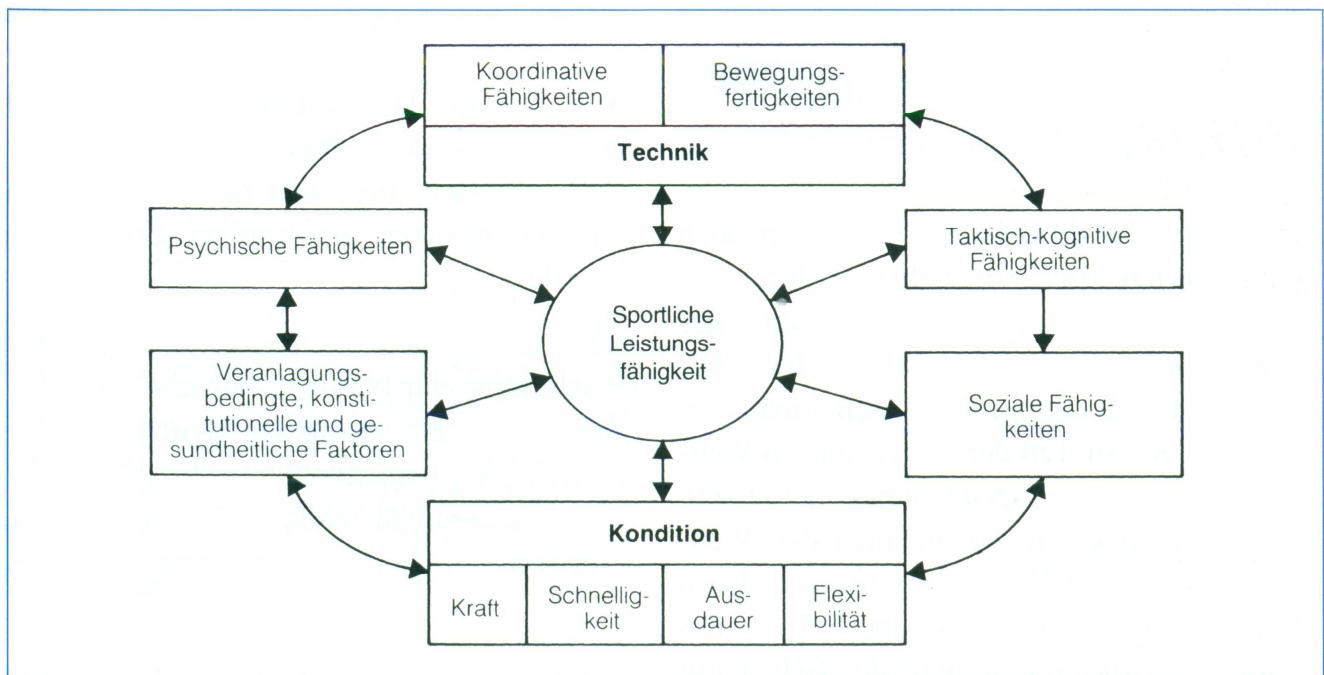 Koordinative
Fähigkeiten
Bewegungs-
fertigkeiten
Technik
Psychische Fähigkeiten
Taktisch-kognitive
Fähigkeiten
Sportliche
Leistungs-
fähigkeit
Veranlagungs-
bedingte, konsti-
tutionelle und ge-
sundheitliche Faktoren
Soziale Fähig-
keiten
Kondition
Kraft
Schnellig-
keit
Aus-
dauer
Flexi-
bilität